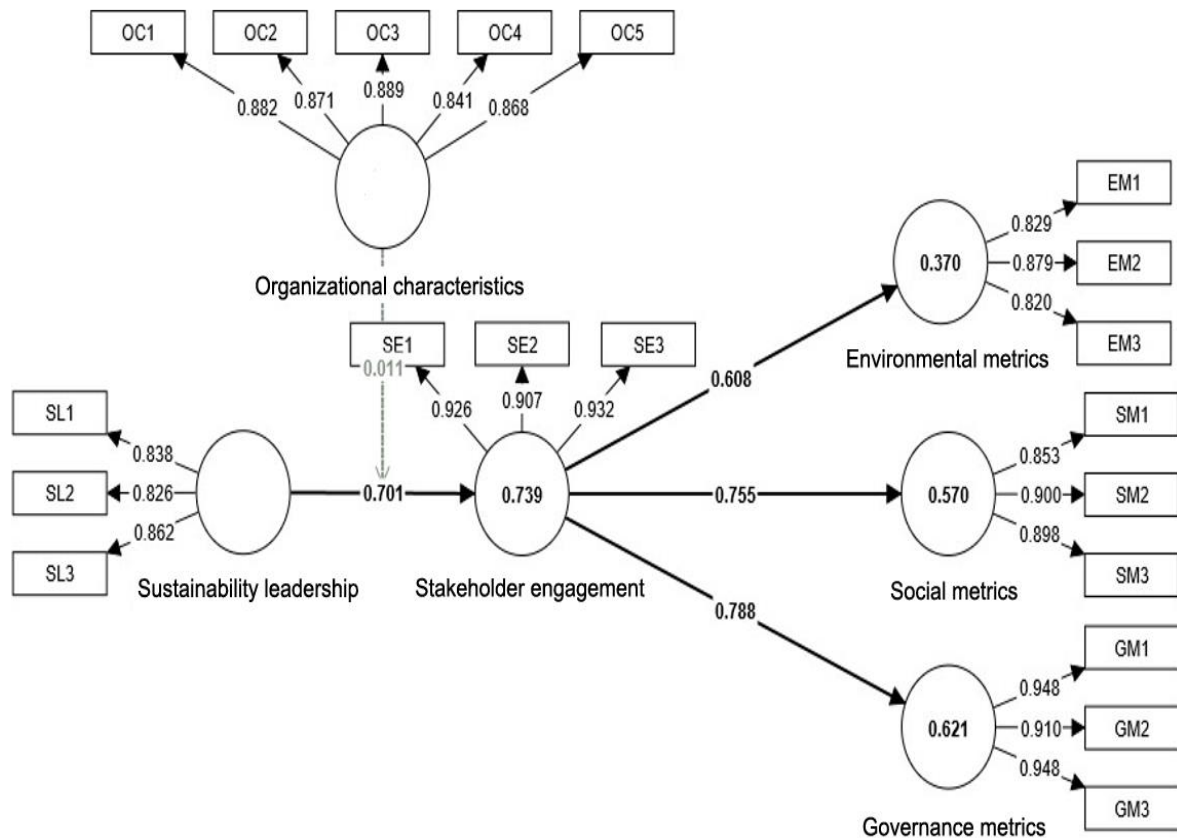 OC1 OC2 OC3 OC4 OC5
0.882 0.871 0.889 0.841 0.868
Organizational characteristics
SE1 SE2 SE3
0.011
0.926 0.907 0.932
SL1
SL2
SL3
0.838
0.826
0.862
Sustainability leadership
0.701
0.739
Stakeholder engagement
0.608
0.755
0.788
0.370
Environmental metrics
0.829
0.879
0.820
EM1
EM2
EM3
0.570
Social metrics
0.853
0.900
0.898
SM1
SM2
SM3
0.621
Governance metrics
0.948
0.910
0.948
GM1
GM2
GM3